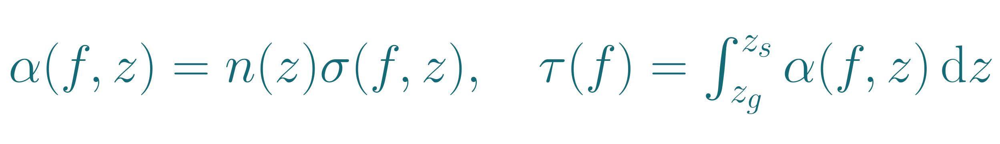 α(f, z) = n(z)σ(f, z), τ(f) = ∫_{z_g}^{z_s} α(f, z) dz